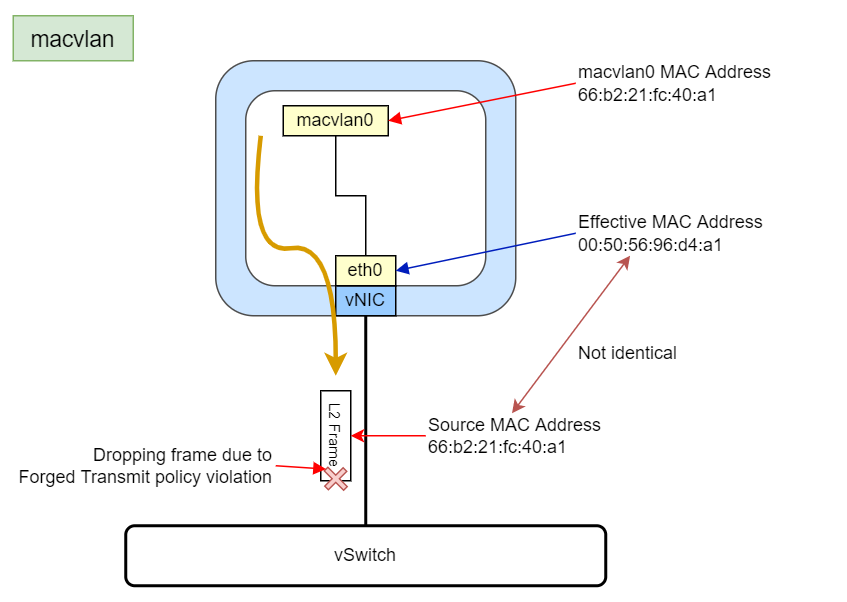 macvlan
macvlan0 MAC Address
66:b2:21:fc:40:a1
macvlan0
Effective MAC Address
00:50:56:96:d4:a1
eth0
vNIC
Not identical
L2 Frame
Source MAC Address
66:b2:21:fc:40:a1
Dropping frame due to
Forged Transmit policy violation
vSwitch